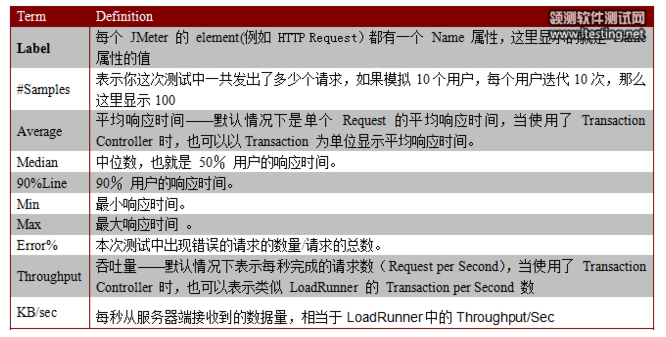 领测软件测试网
www.ltesting.net
Term Definition
Label
每个 JMeter 的 element(例如 HTTP Request) 都有一个 Name 属性，这里显示的就是 Name
属性的值
#Samples
表示你这次测试中一共发出了多少个请求，如果模拟 10 个用户，每个用户迭代 10 次，那么
这里显示 100
Average
平均响应时间——默认情况下是单个 Request 的平均响应时间，当使用了 Transaction
Controller 时，也可以以 Transaction 为单位显示平均响应时间。
Median 中位数，也就是 50％ 用户的响应时间。
90%Line 90％ 用户的响应时间。
Min 最小响应时间。
Max 最大响应时间 。
Error% 本次测试中出现错误的请求的数量/请求的总数。
Throughput
吞吐量——默认情况下表示每秒完成的请求数（Request per Second），当使用了 Transaction
Controller 时，也可以表示类似 LoadRunner 的 Transaction per Second 数
KB/sec 每秒从服务器端接收到的数据量，相当于 LoadRunner中的 Throughput/Sec